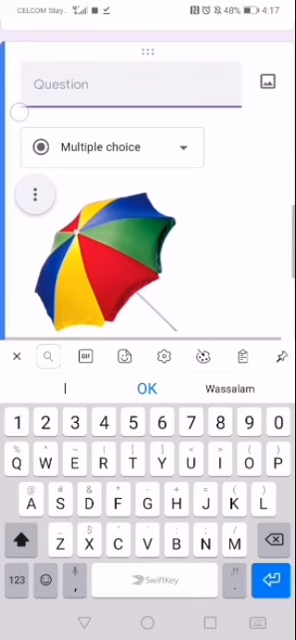 CELCOM Stay.. 48% 4:17
Question
Multiple choice
GIF
I OK Wassalam
1 2 3 4 5 6 7 8 9 0
Q W E R T Y U I O P
A S D F G H J K L
Z X C V B N M
123 , SwiftKey .